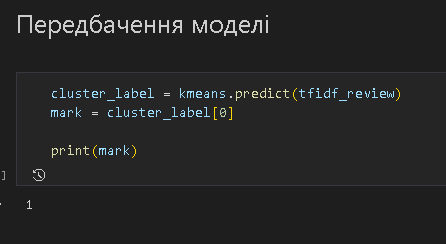 Передбачення моделі
cluster_label = kmeans.predict(tfidf_review)
mark = cluster_label[0]
print(mark)
]
1